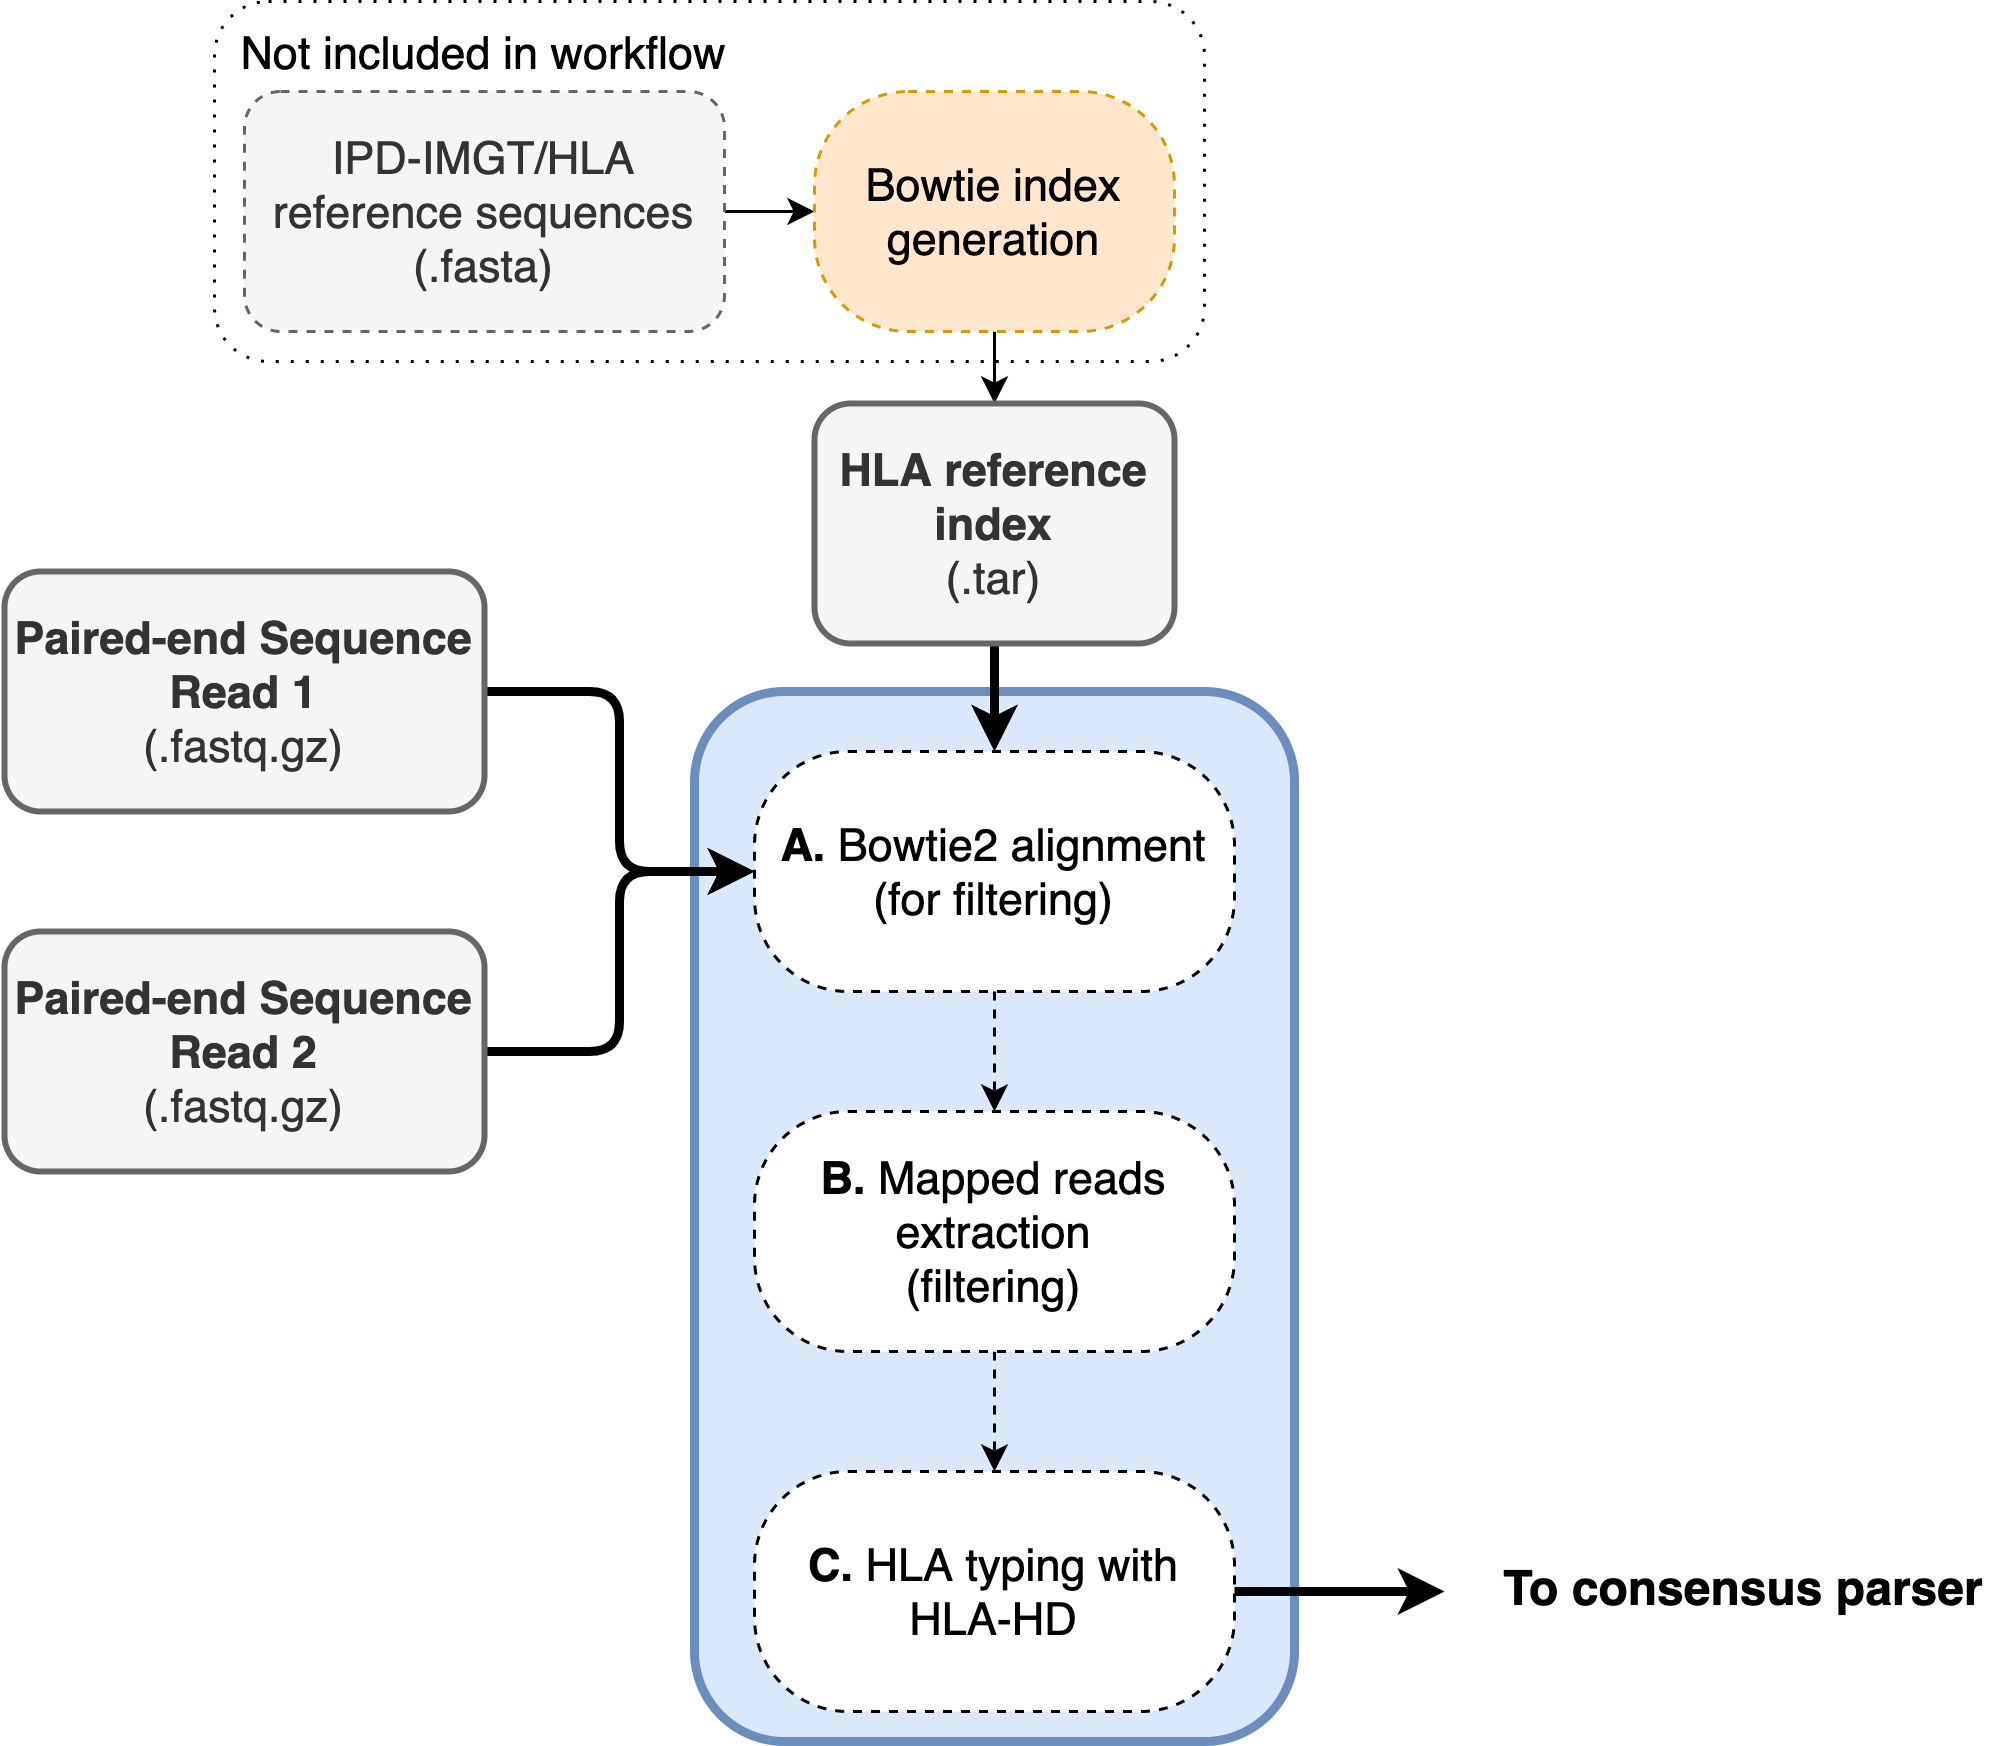 Not included in workflow
IPD-IMGT/HLA
reference sequences
(.fasta)
Bowtie index
generation
HLA reference
index
(.tar)
Paired-end Sequence
Read 1
(.fastq.gz)
Paired-end Sequence
Read 2
(.fastq.gz)
A. Bowtie2 alignment
(for filtering)
B. Mapped reads
extraction
(filtering)
C. HLA typing with
HLA-HD
To consensus parser